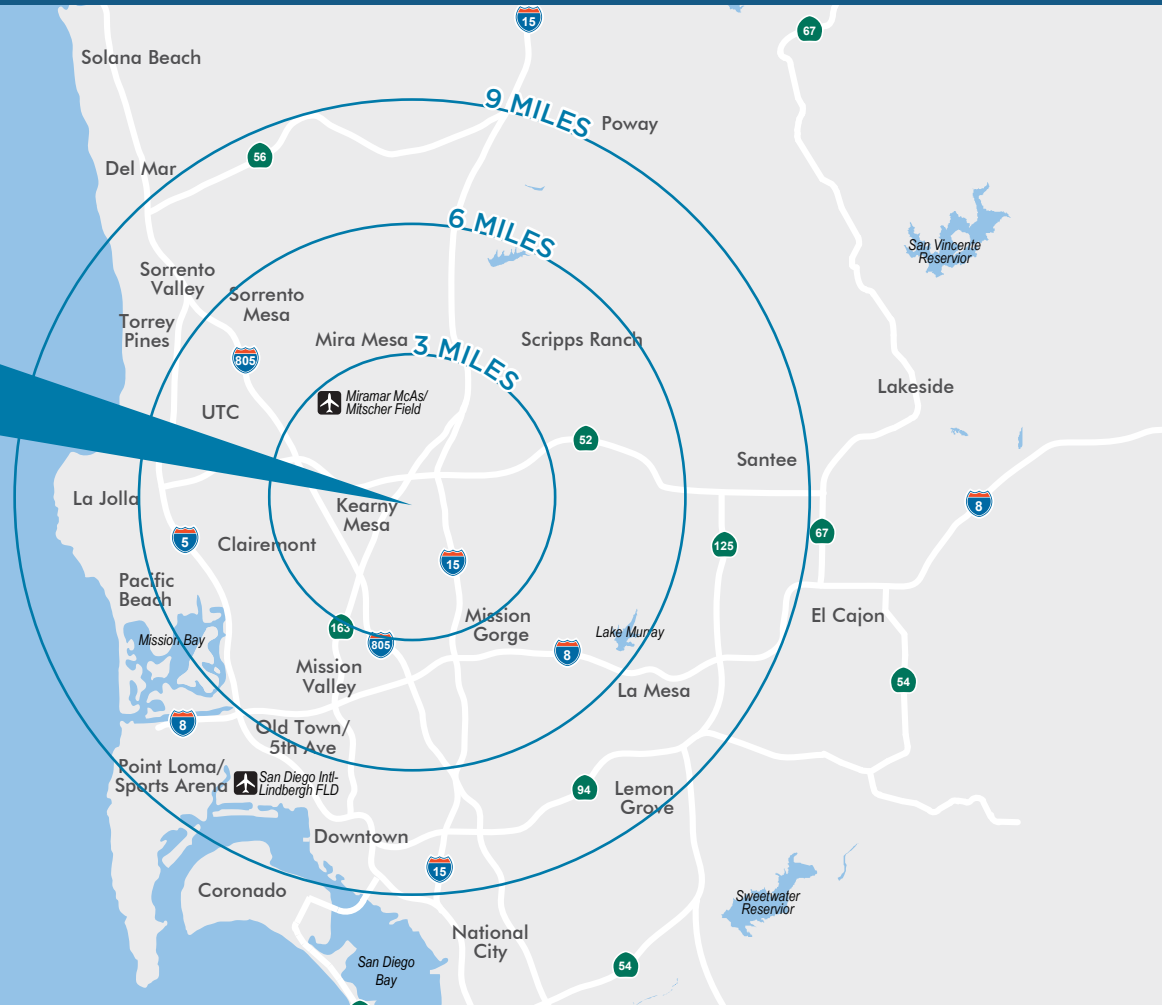 15
67
Solana Beach
9 MILES
Poway
56
Del Mar
6 MILES
San Vincente
Reservior
Sorrento
Valley
Sorrento
Mesa
Torrey
Pines
Mira Mesa
3 MILES
Scripps Ranch
805
Lakeside
Miramar McAs/
Mitscher Field
UTC
52
Santee
La Jolla
Kearny
Mesa
8
5
Clairemont
125
67
15
Pacific
Beach
Mission
Gorge
El Cajon
163
Mission Bay
805
Lake Murray
8
Mission
Valley
54
La Mesa
8
Old Town/
5th Ave
Point Loma/
Sports Arena
San Diego Intl-
Lindbergh FLD
94
Lemon
Grove
Downtown
15
Coronado
Sweetwater
Reservior
National
City
San Diego
Bay
54